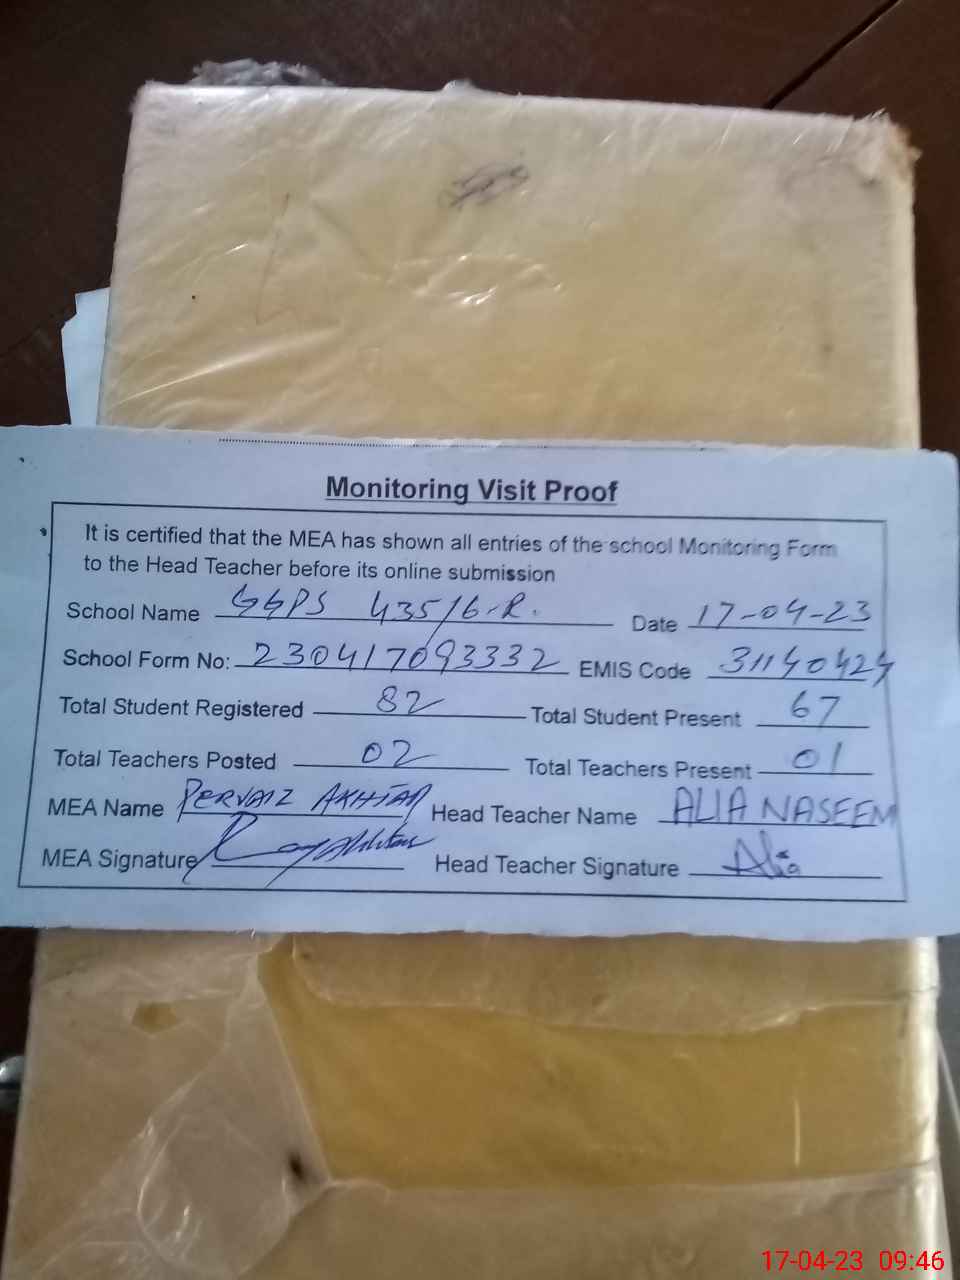 Monitoring Visit Proof
It is certified that the MEA has shown all entries of the school Monitoring Form
to the Head Teacher before its online submission
School Name GGPS 435/6-R. Date 17-04-23
School Form No: 230417093332 EMIS Code 31140424
Total Student Registered 82 Total Student Present 67
Total Teachers Posted 02 Total Teachers Present 01
MEA Name PERVAIZ AKHTAR Head Teacher Name ALIA NASEEM
MEA Signature Head Teacher Signature Alia
17-04-23 09:46